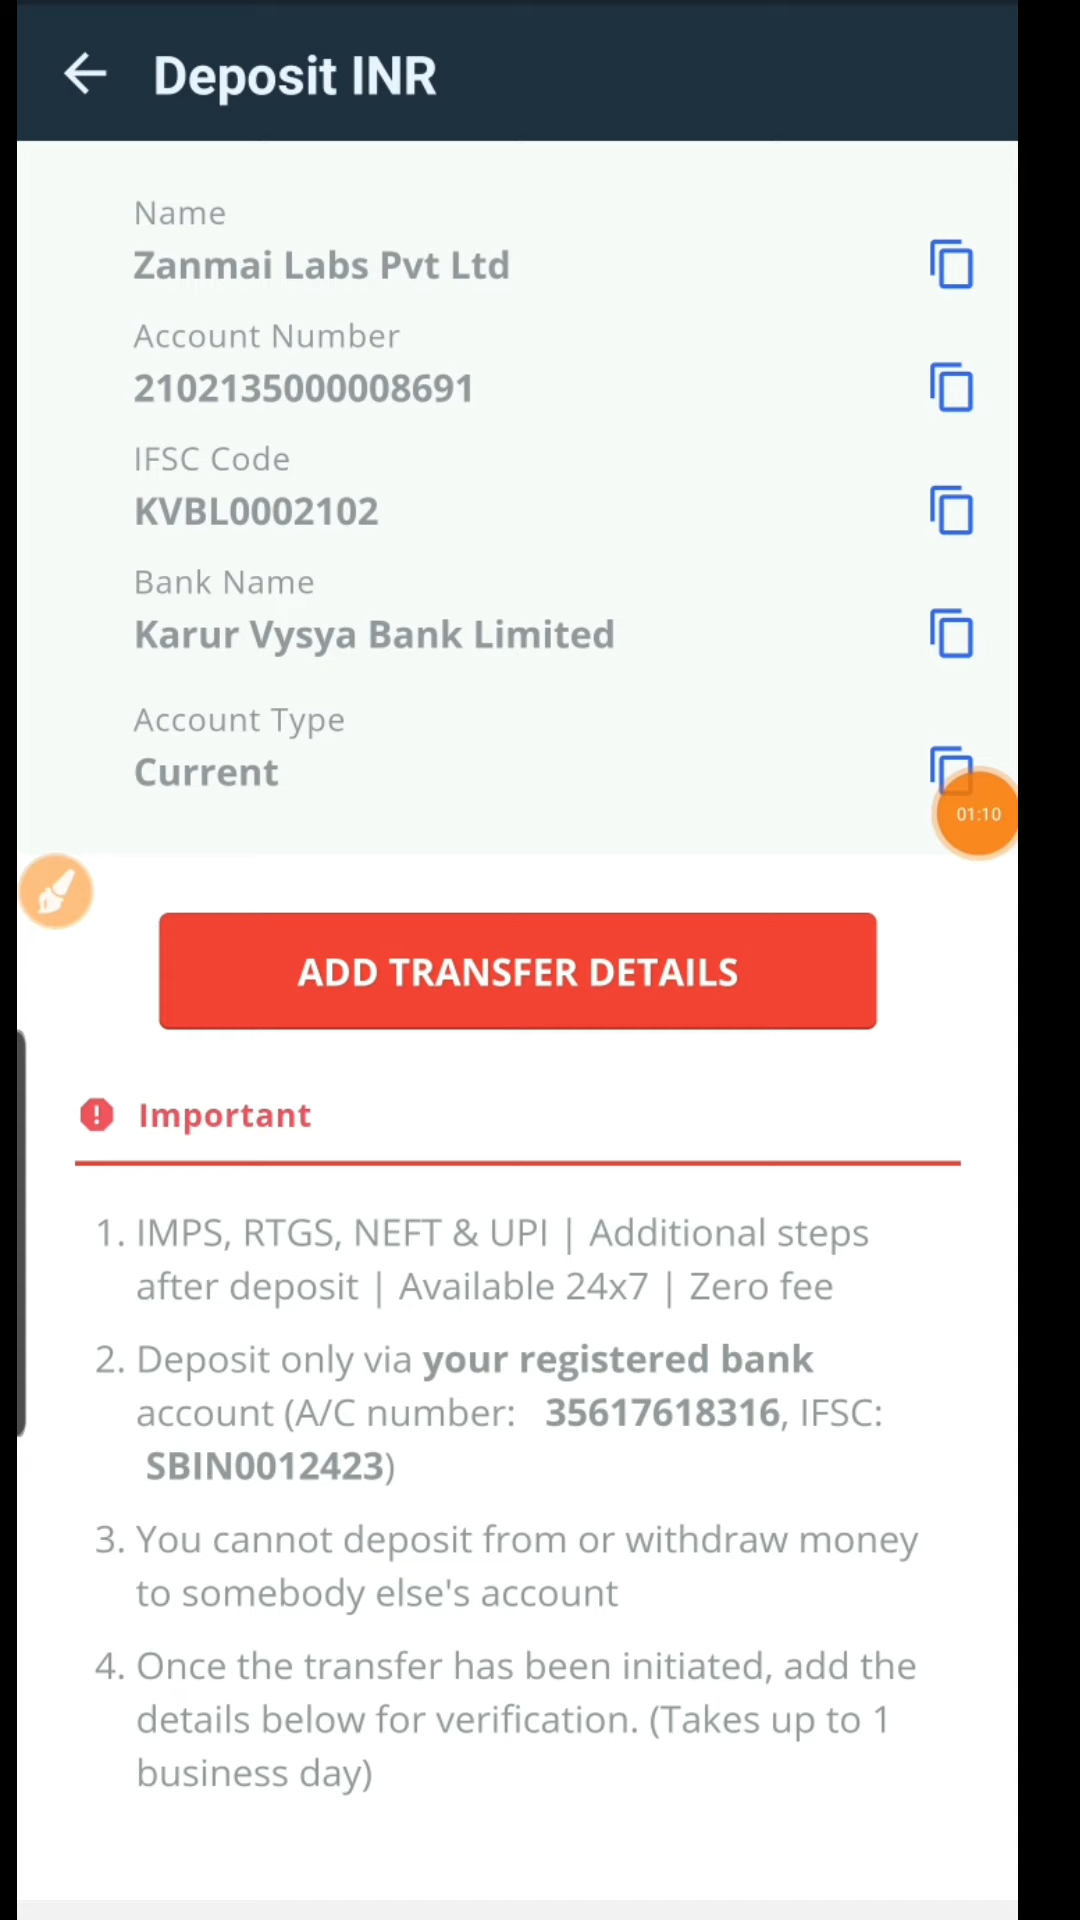 Deposit INR
Name
Zanmai Labs Pvt Ltd
Account Number
2102135000008691
IFSC Code
KVBL0002102
Bank Name
Karur Vysya Bank Limited
Account Type
Current
01:10
ADD TRANSFER DETAILS
Important
1. IMPS, RTGS, NEFT & UPI | Additional steps
after deposit | Available 24x7 | Zero fee
2. Deposit only via your registered bank
account (A/C number: 35617618316, IFSC:
SBIN0012423)
3. You cannot deposit from or withdraw money
to somebody else's account
4. Once the transfer has been initiated, add the
details below for verification. (Takes up to 1
business day)